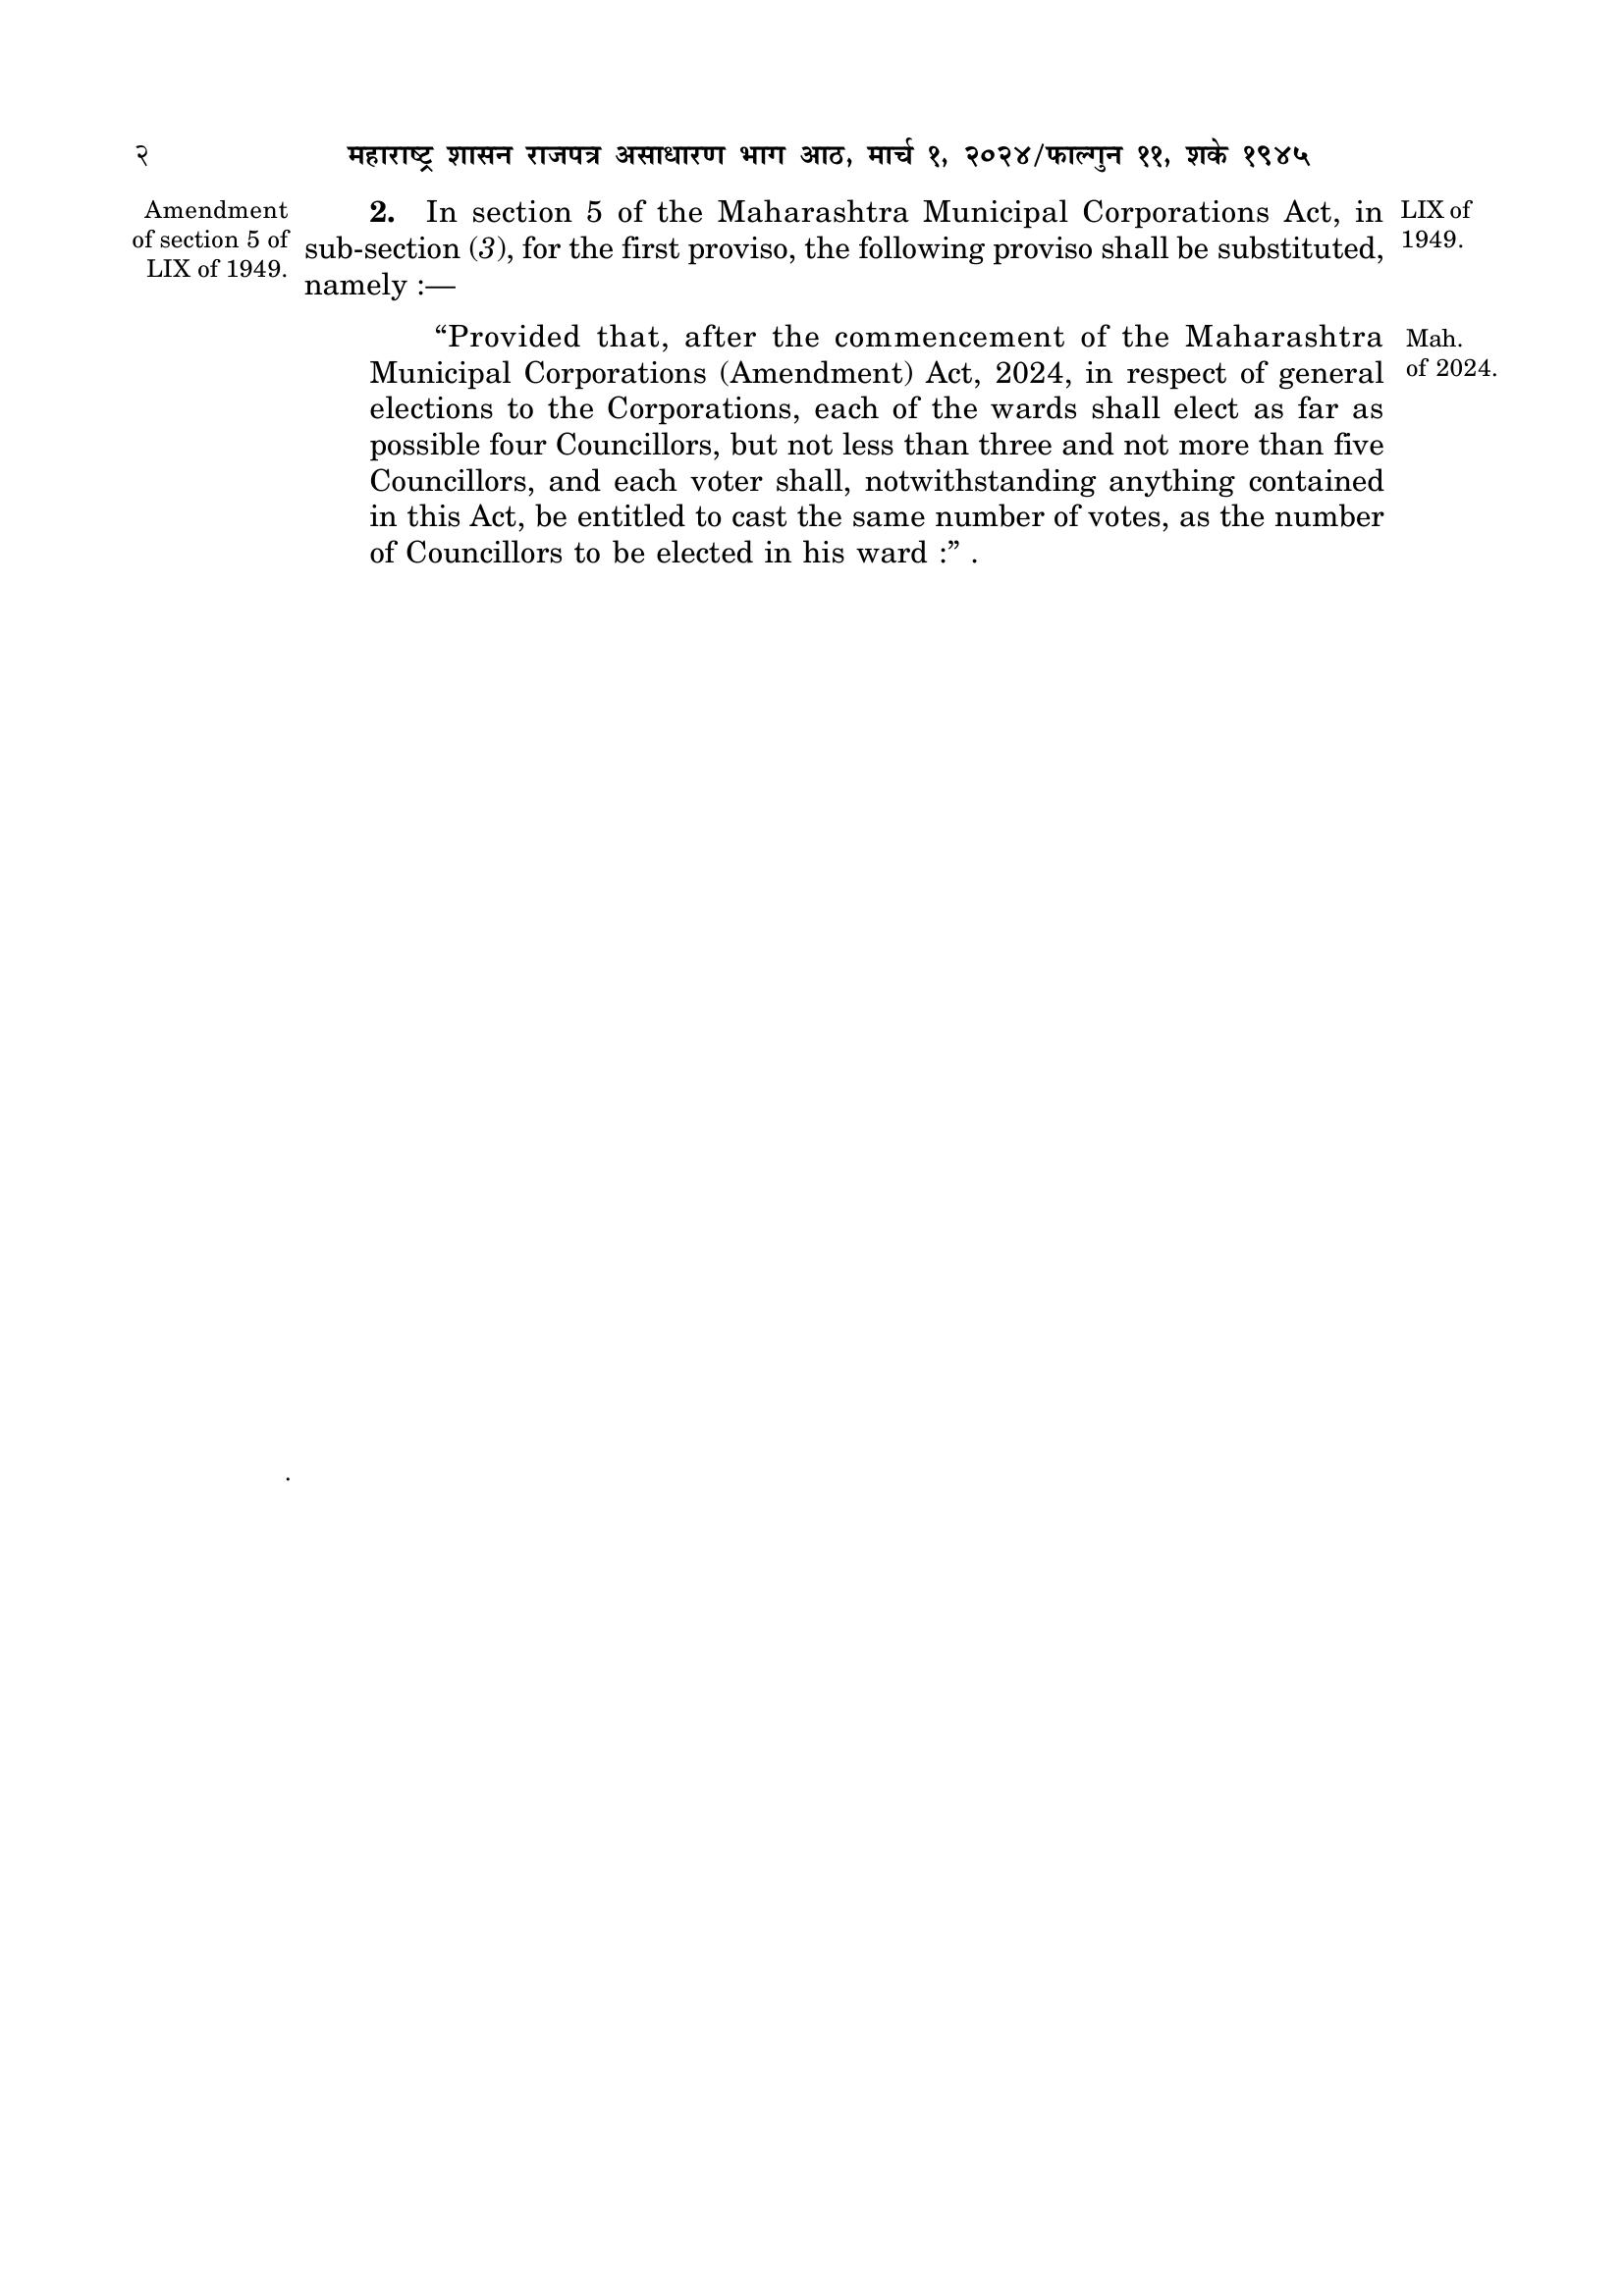 २
महाराष्ट्र शासन राजपत्र असाधारण भाग आठ, मार्च १, २०२४/फाल्गुन ११, शके १९४५
Amendment
of section 5 of
LIX of 1949.
2. In section 5 of the Maharashtra Municipal Corporations Act, in
sub-section (3), for the first proviso, the following proviso shall be substituted,
namely :—
LIX of
1949.
“Provided that, after the commencement of the Maharashtra
Municipal Corporations (Amendment) Act, 2024, in respect of general
elections to the Corporations, each of the wards shall elect as far as
possible four Councillors, but not less than three and not more than five
Councillors, and each voter shall, notwithstanding anything contained
in this Act, be entitled to cast the same number of votes, as the number
of Councillors to be elected in his ward :” .
Mah.
of 2024.